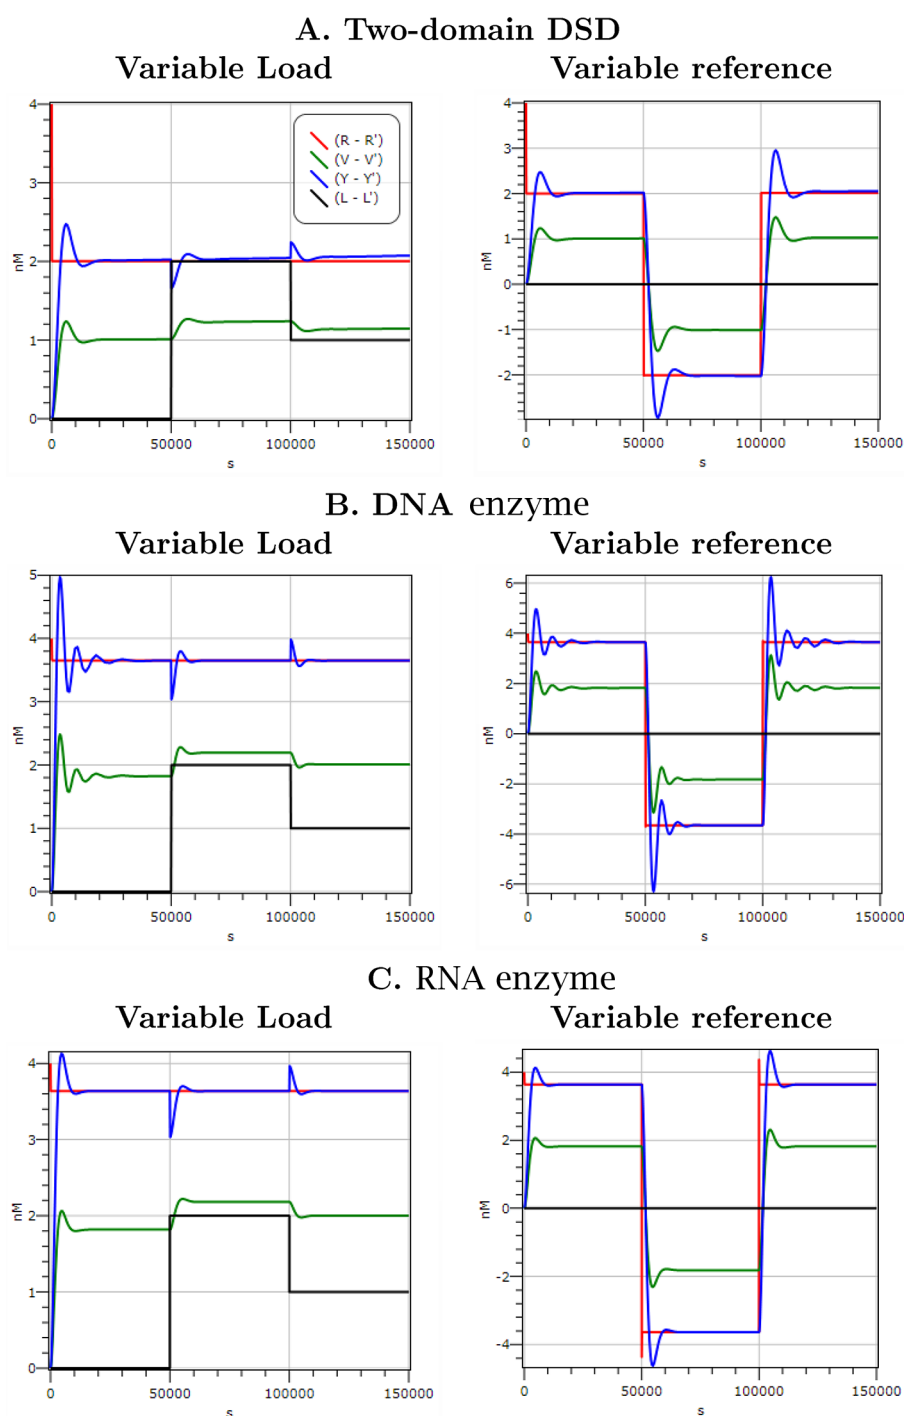 A. Two-domain DSD
Variable Load Variable reference
4
3
2
1
0
nM
0 50000 100000 150000
s
(R - R')
(V - V')
(Y - Y')
(L - L')
4
3
2
1
0
-1
-2
nM
0 50000 100000 150000
s
B. DNA enzyme
Variable Load Variable reference
5
4
3
2
1
0
nM
0 50000 100000 150000
s
6
4
2
0
-2
-4
-6
nM
0 50000 100000 150000
s
C. RNA enzyme
Variable Load Variable reference
4
3
2
1
0
nM
0 50000 100000 150000
s
4
2
0
-2
-4
nM
0 50000 100000 150000
s